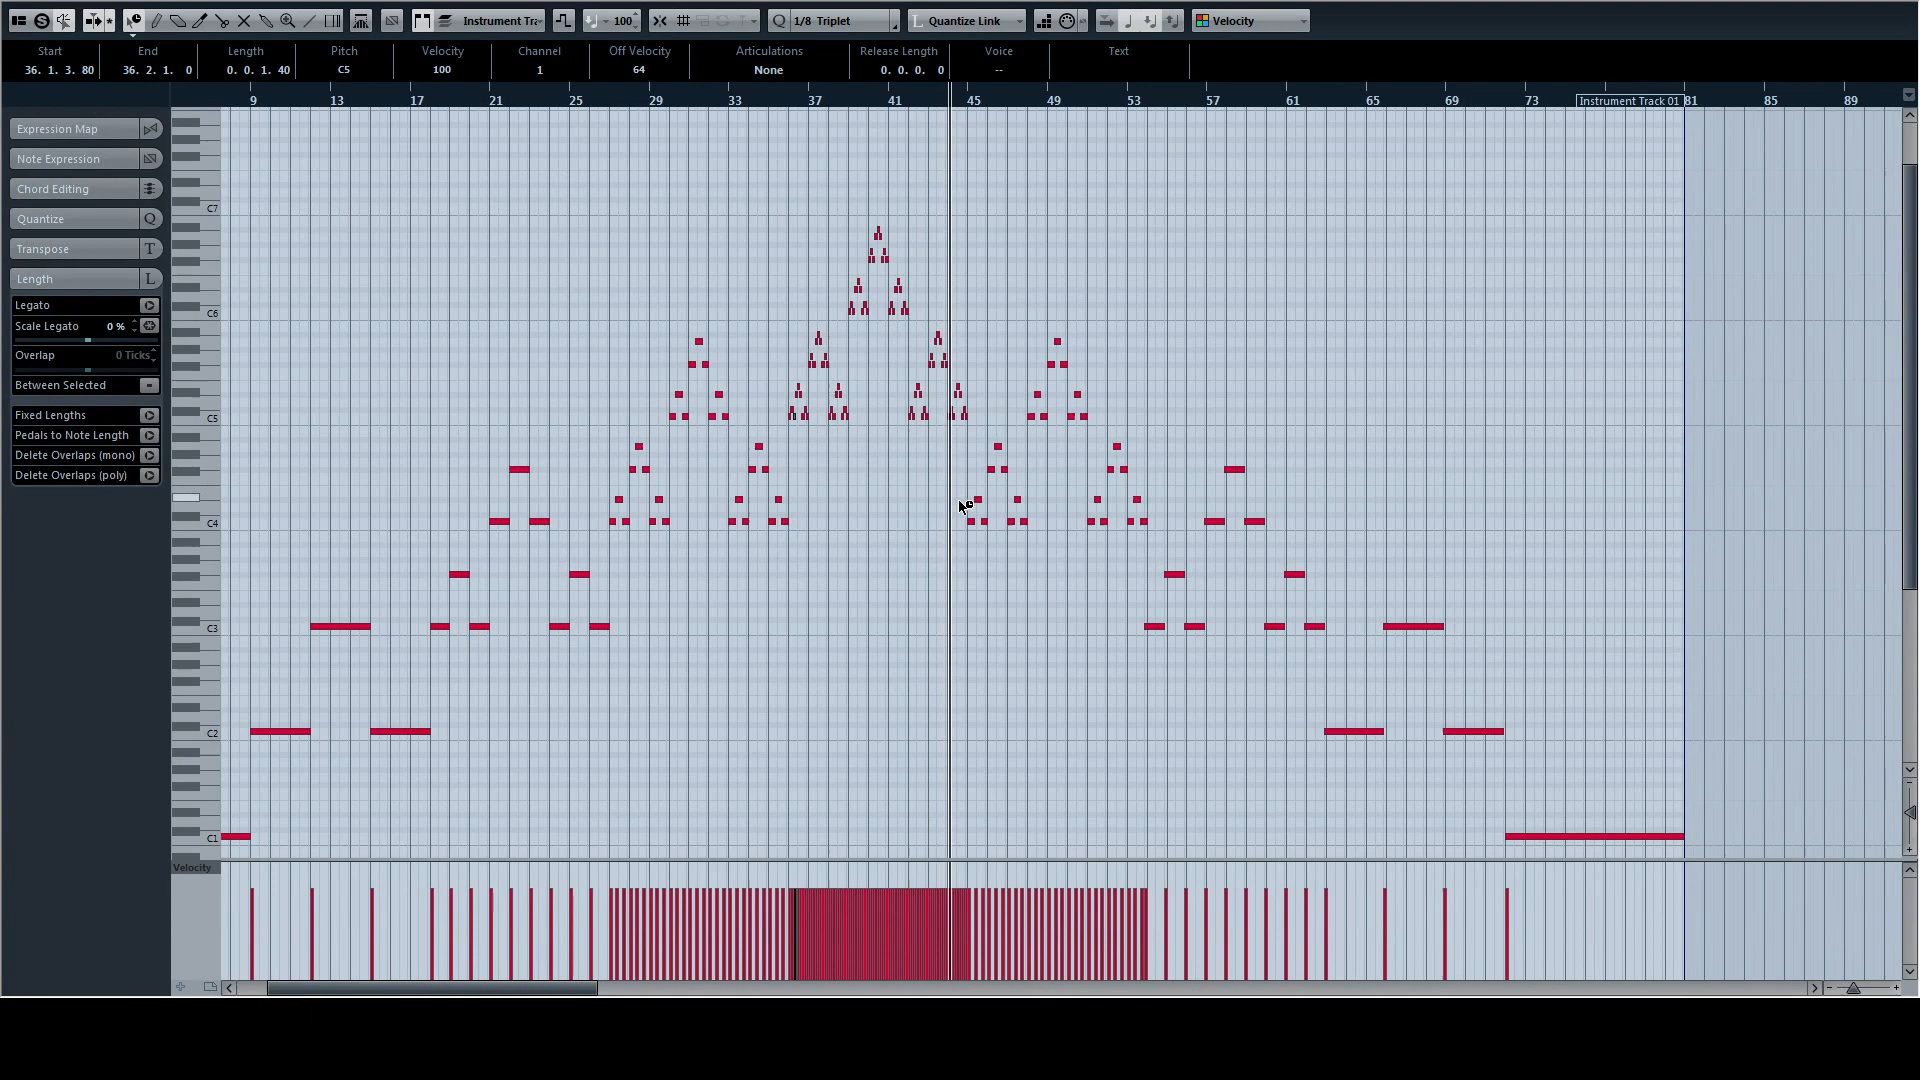 S Instrument Tr 100 Q 1/8 Triplet L Quantize Link Velocity
Start End Length Pitch Velocity Channel Off Velocity Articulations Release Length Voice Text
36. 1. 3. 80 36. 2. 1. 0 0. 0. 1. 40 C5 100 1 64 None 0. 0. 0. 0 --
9 13 17 21 25 29 33 37 41 45 49 53 57 61 65 69 73 Instrument Track 01 81 85 89
Expression Map
Note Expression
Chord Editing
Quantize Q
Transpose T
Length L
Legato
Scale Legato 0 %
Overlap 0 Ticks
Between Selected
Fixed Lengths
Pedals to Note Length
Delete Overlaps (mono)
Delete Overlaps (poly)
C7
C6
C5
C4
C3
C2
C1
Velocity